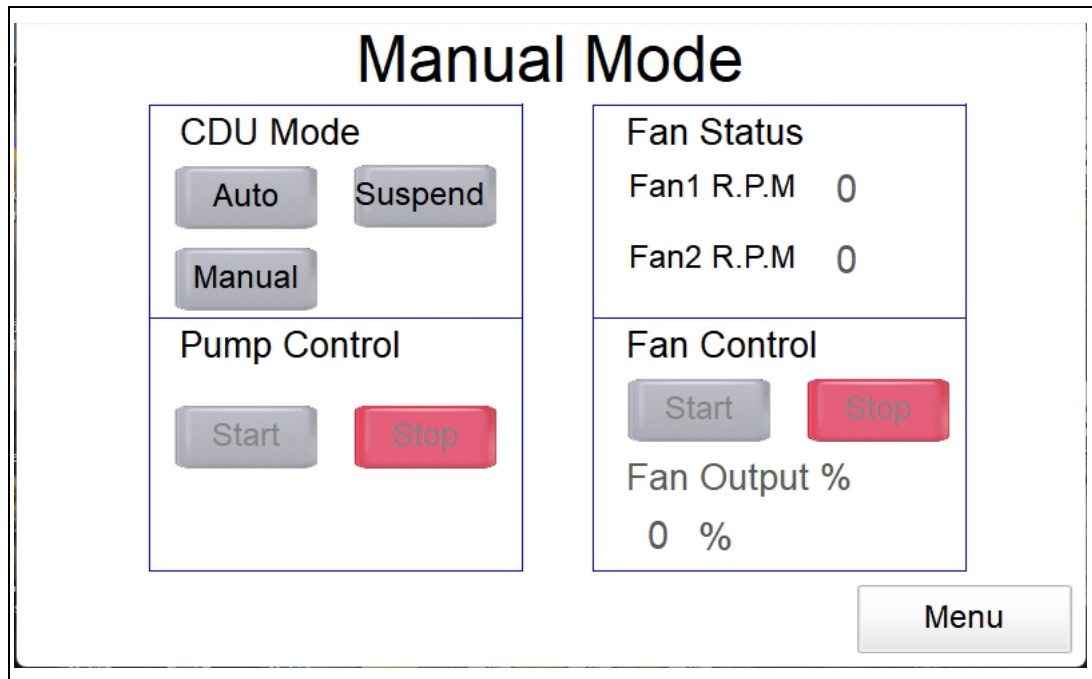 Manual Mode
CDU Mode
Auto
Suspend
Manual
Pump Control
Start
Stop
Fan Status
Fan1 R.P.M 0
Fan2 R.P.M 0
Fan Control
Start
Stop
Fan Output %
0 %
Menu